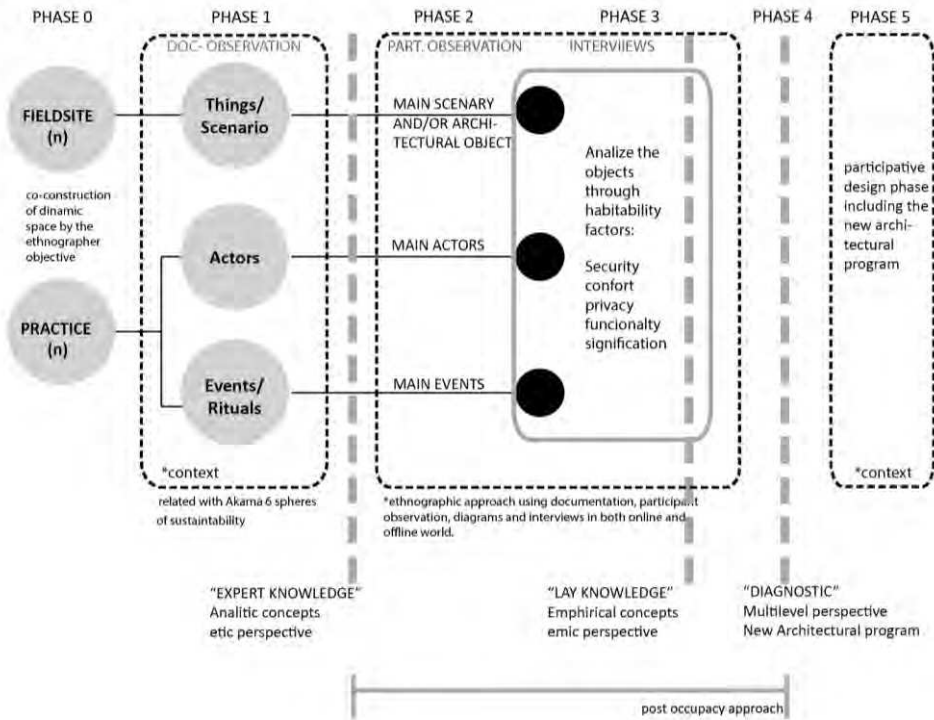 PHASE 0
PHASE 1
PHASE 2
PHASE 3
PHASE 4
PHASE 5
DOC- OBSERVATION
PART. OBSERVATION
INTERVIIEWS
FIELDSITE
(n)
Things/
Scenario
MAIN SCENARY
AND/OR ARCHI-
TECTURAL OBJECT
co-construction
of dinamic
space by the
ethnographer
objective
Analize the
objects
through
habitability
factors:
participative
design phase
including the
new archi-
tectural
program
Actors
MAIN ACTORS
Security
confort
privacy
funcionalty
signification
PRACTICE
(n)
Events/
Rituals
MAIN EVENTS
*context
*context
related with Akama 6 spheres
of sustaintability
*ethnographic approach using documentation, participant
observation, diagrams and interviews in both online and
offline world.
"EXPERT KNOWLEDGE"
Analitic concepts
etic perspective
"LAY KNOWLEDGE"
Emphirical concepts
emic perspective
"DIAGNOSTIC"
Multilevel perspective
New Architectural program
post occupacy approach